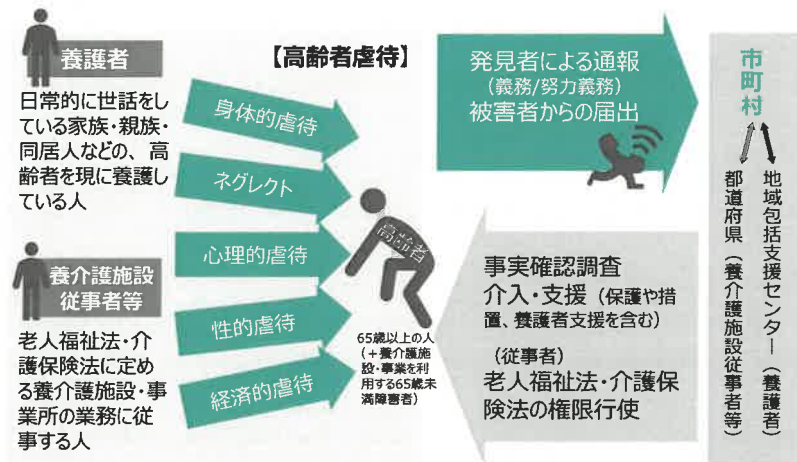 養護者
日常的に世話をし
ている家族・親族・
同居人などの、高
齢者を現に養護し
ている人
養介護施設
従事者等
老人福祉法・介
護保険法に定め
る養介護施設・事
業所の業務に従
事する人
【高齢者虐待】
身体的虐待
ネグレクト
心理的虐待
性的虐待
経済的虐待
高齢者
65歳以上の人
(+養介護施
設・事業を利
用する65歳未
満障害者)
発見者による通報
(義務/努力義務)
被害者からの届出
事実確認調査
介入・支援(保護や措
置、養護者支援を含む)
(従事者)
老人福祉法・介護保
険法の権限行使
市町村
地域包括支援センター(養護者)
都道府県(養介護施設従事者等)